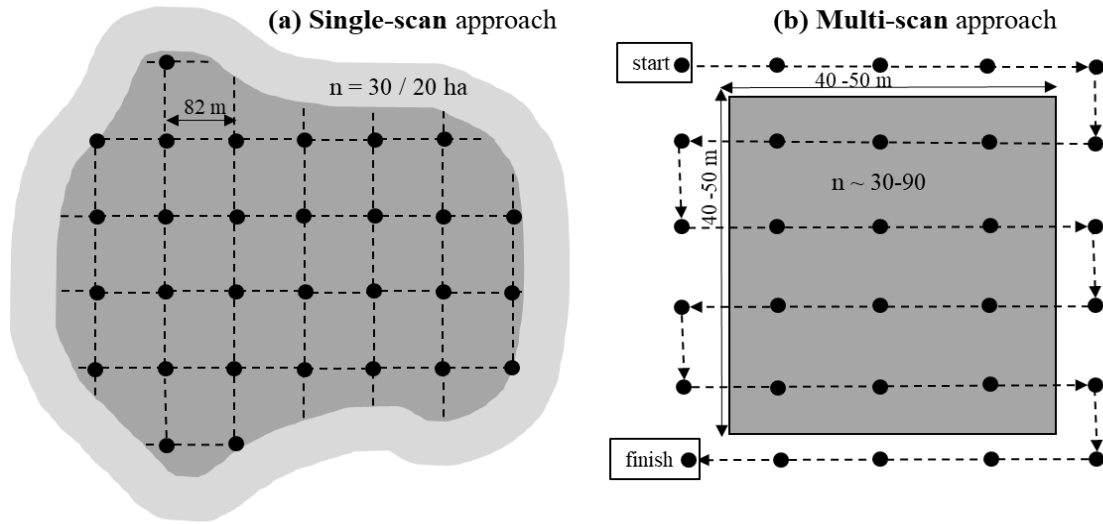 (a) Single-scan approach
n = 30 / 20 ha
82 m
(b) Multi-scan approach
start
40 -50 m
40 -50 m
n ~ 30-90
finish